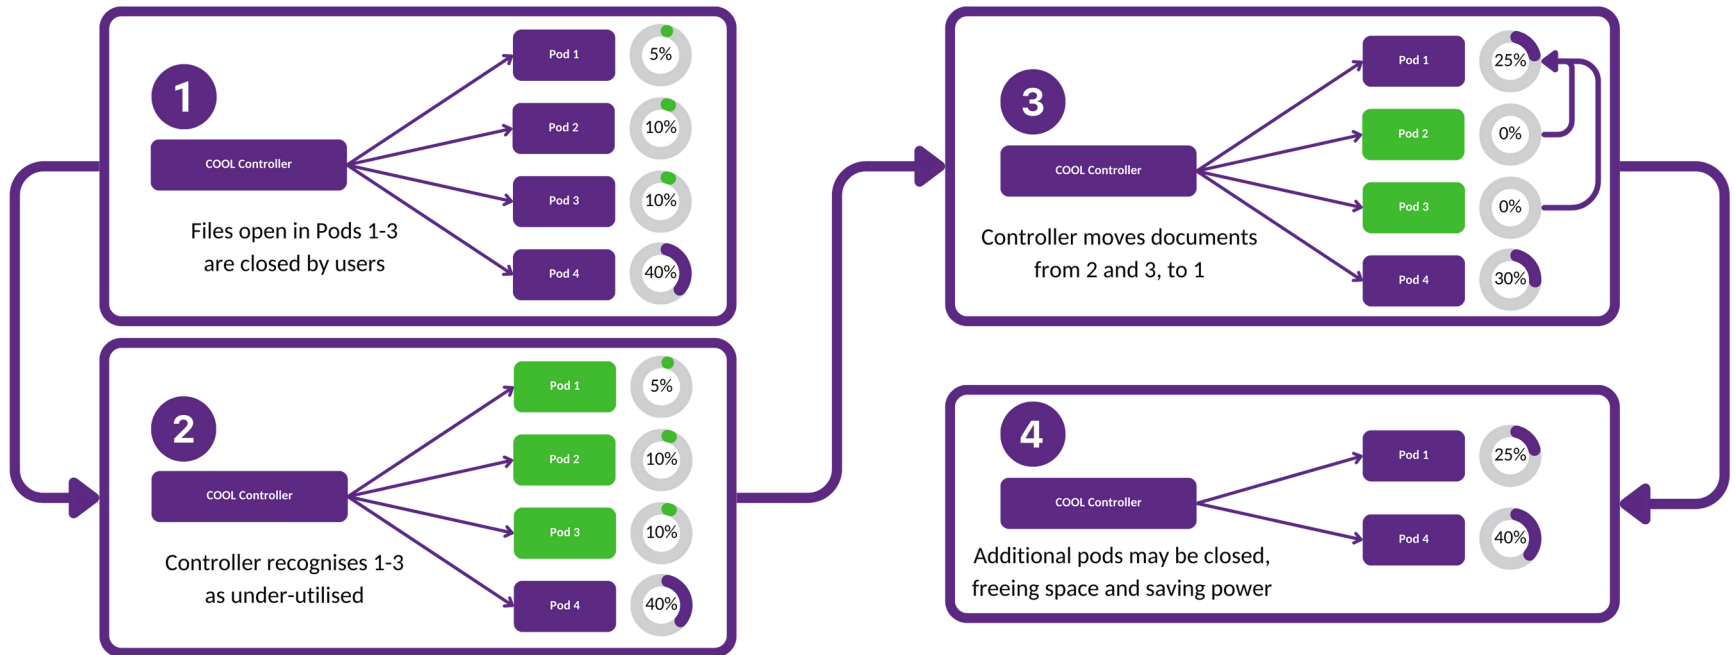 1
COOL Controller
Files open in Pods 1-3
are closed by users
Pod 1
5%
Pod 2
10%
Pod 3
10%
Pod 4
40%
2
COOL Controller
Controller recognises 1-3
as under-utilised
Pod 1
5%
Pod 2
10%
Pod 3
10%
Pod 4
40%
3
COOL Controller
Controller moves documents
from 2 and 3, to 1
Pod 1
25%
Pod 2
0%
Pod 3
0%
Pod 4
30%
4
COOL Controller
Additional pods may be closed,
freeing space and saving power
Pod 1
25%
Pod 4
40%